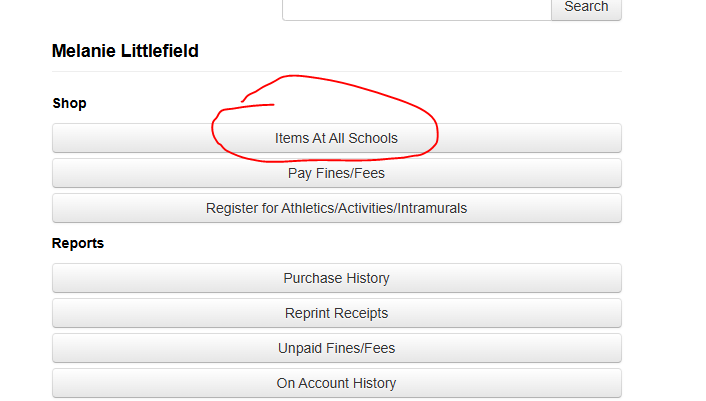 Search
Melanie Littlefield
Shop
Items At All Schools
Pay Fines/Fees
Register for Athletics/Activities/Intramurals
Reports
Purchase History
Reprint Receipts
Unpaid Fines/Fees
On Account History